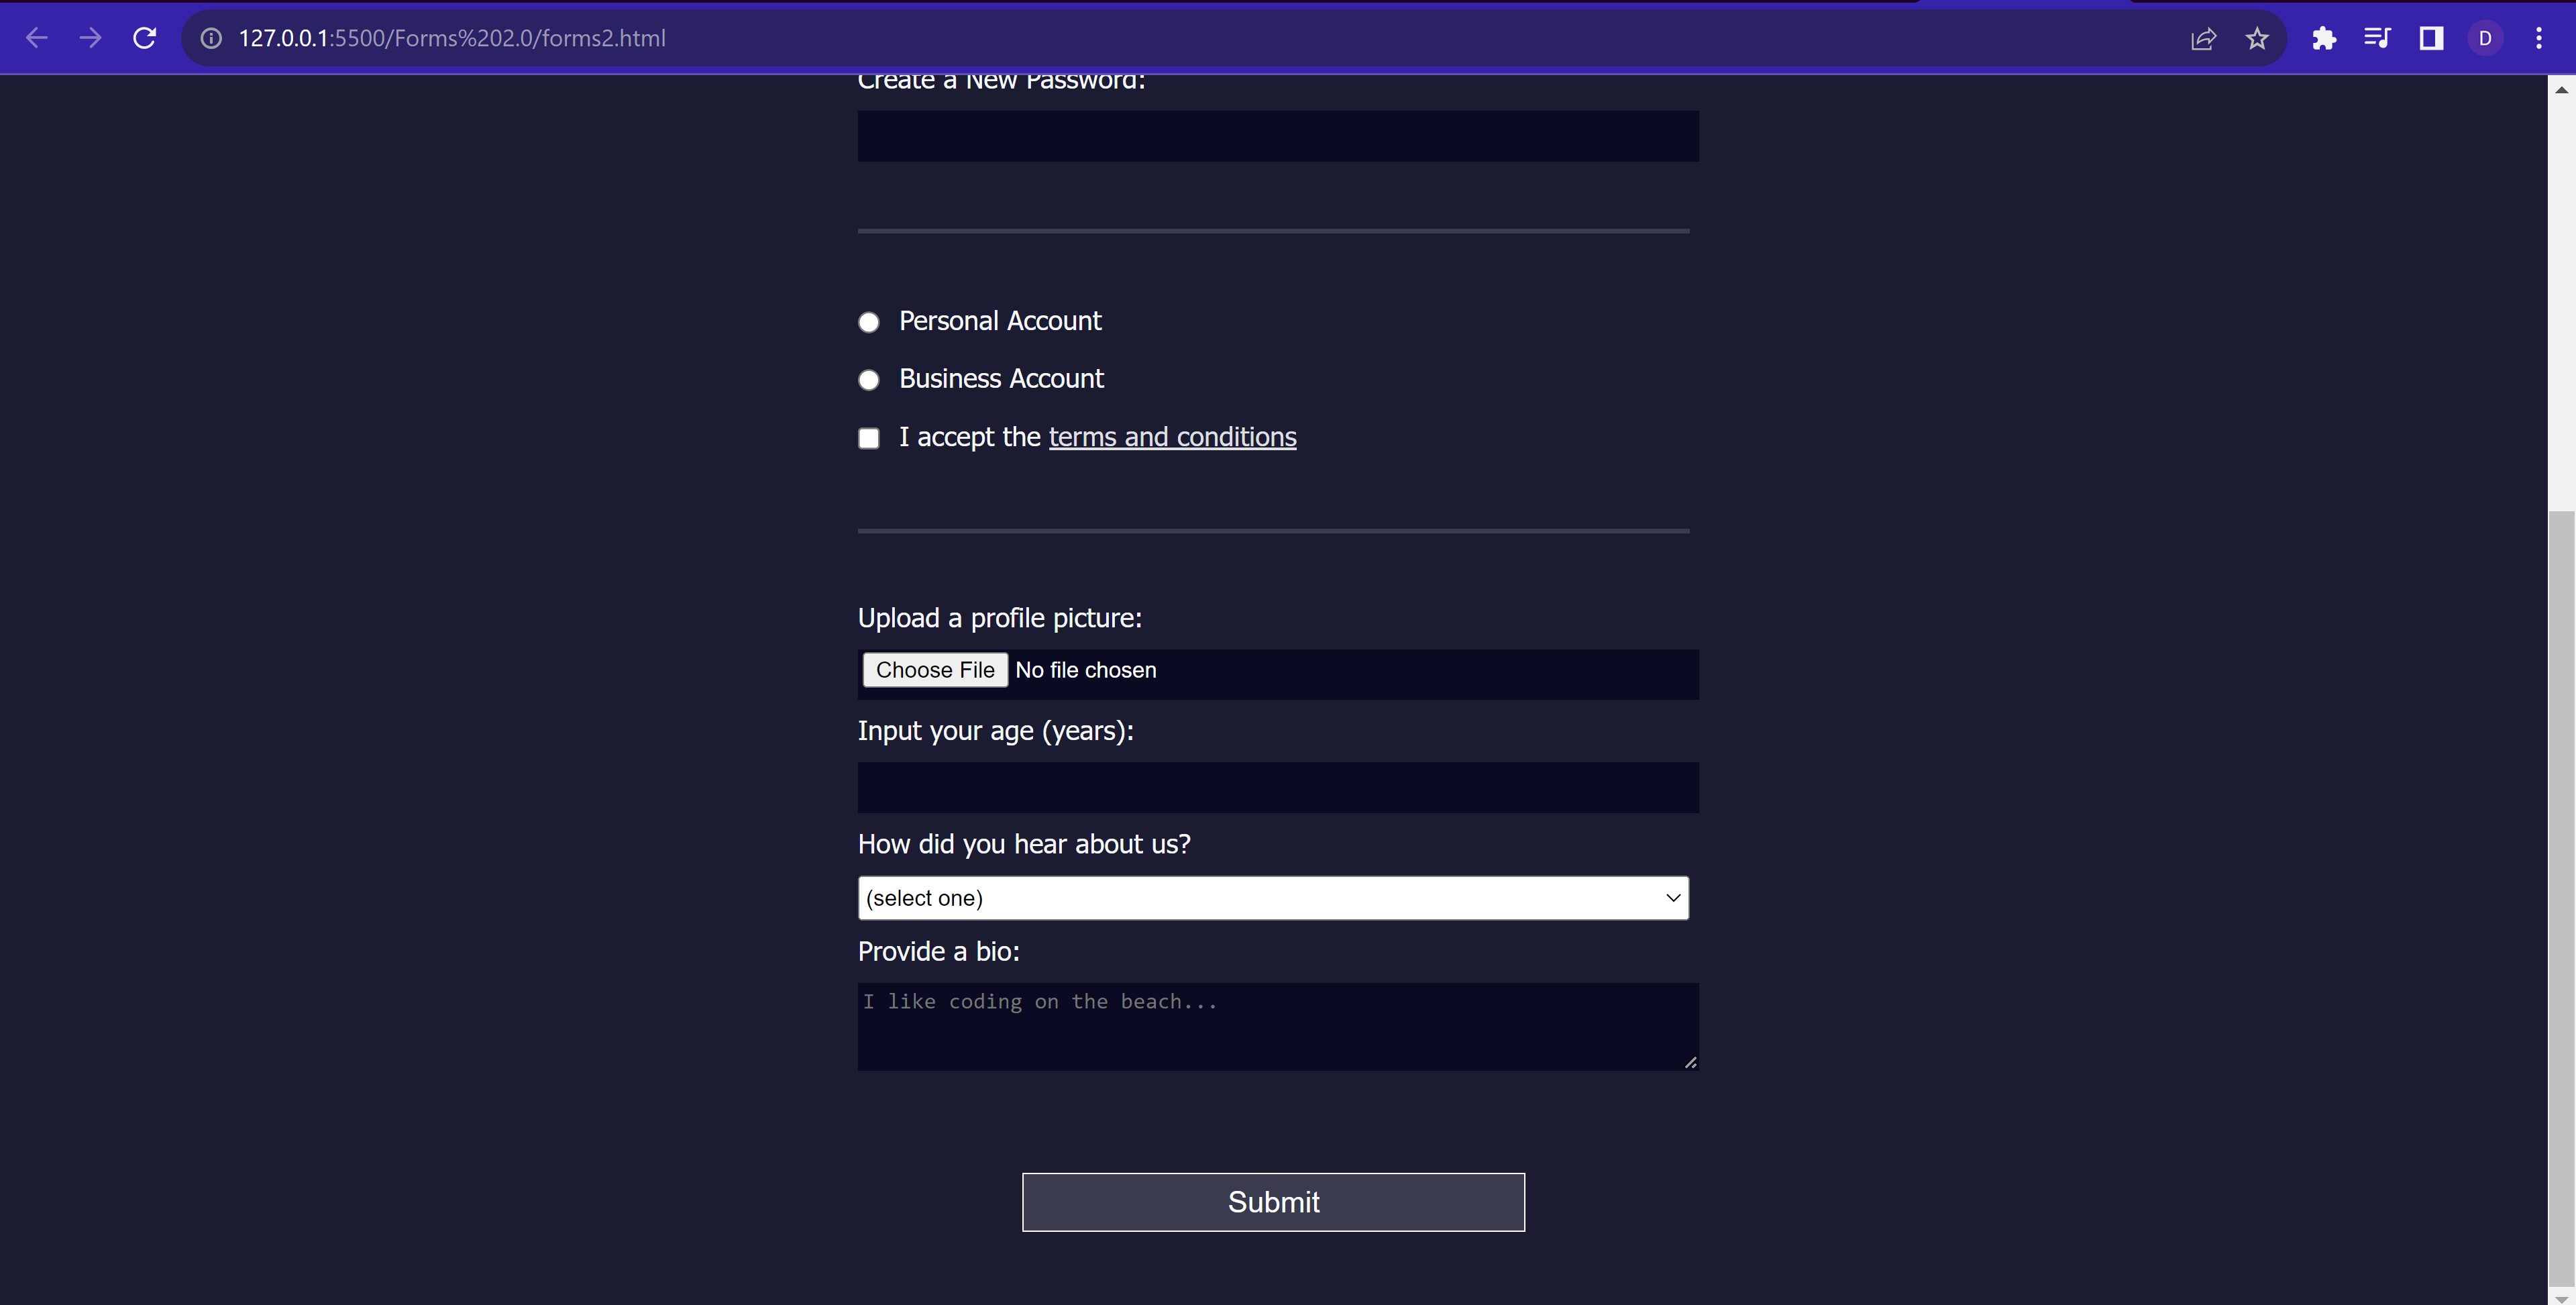 127.0.0.1:5500/Forms%202.0/forms2.html
D
Create a New Password:
Personal Account
Business Account
I accept the terms and conditions
Upload a profile picture:
Choose File No file chosen
Input your age (years):
How did you hear about us?
(select one)
Provide a bio:
I like coding on the beach...
Submit